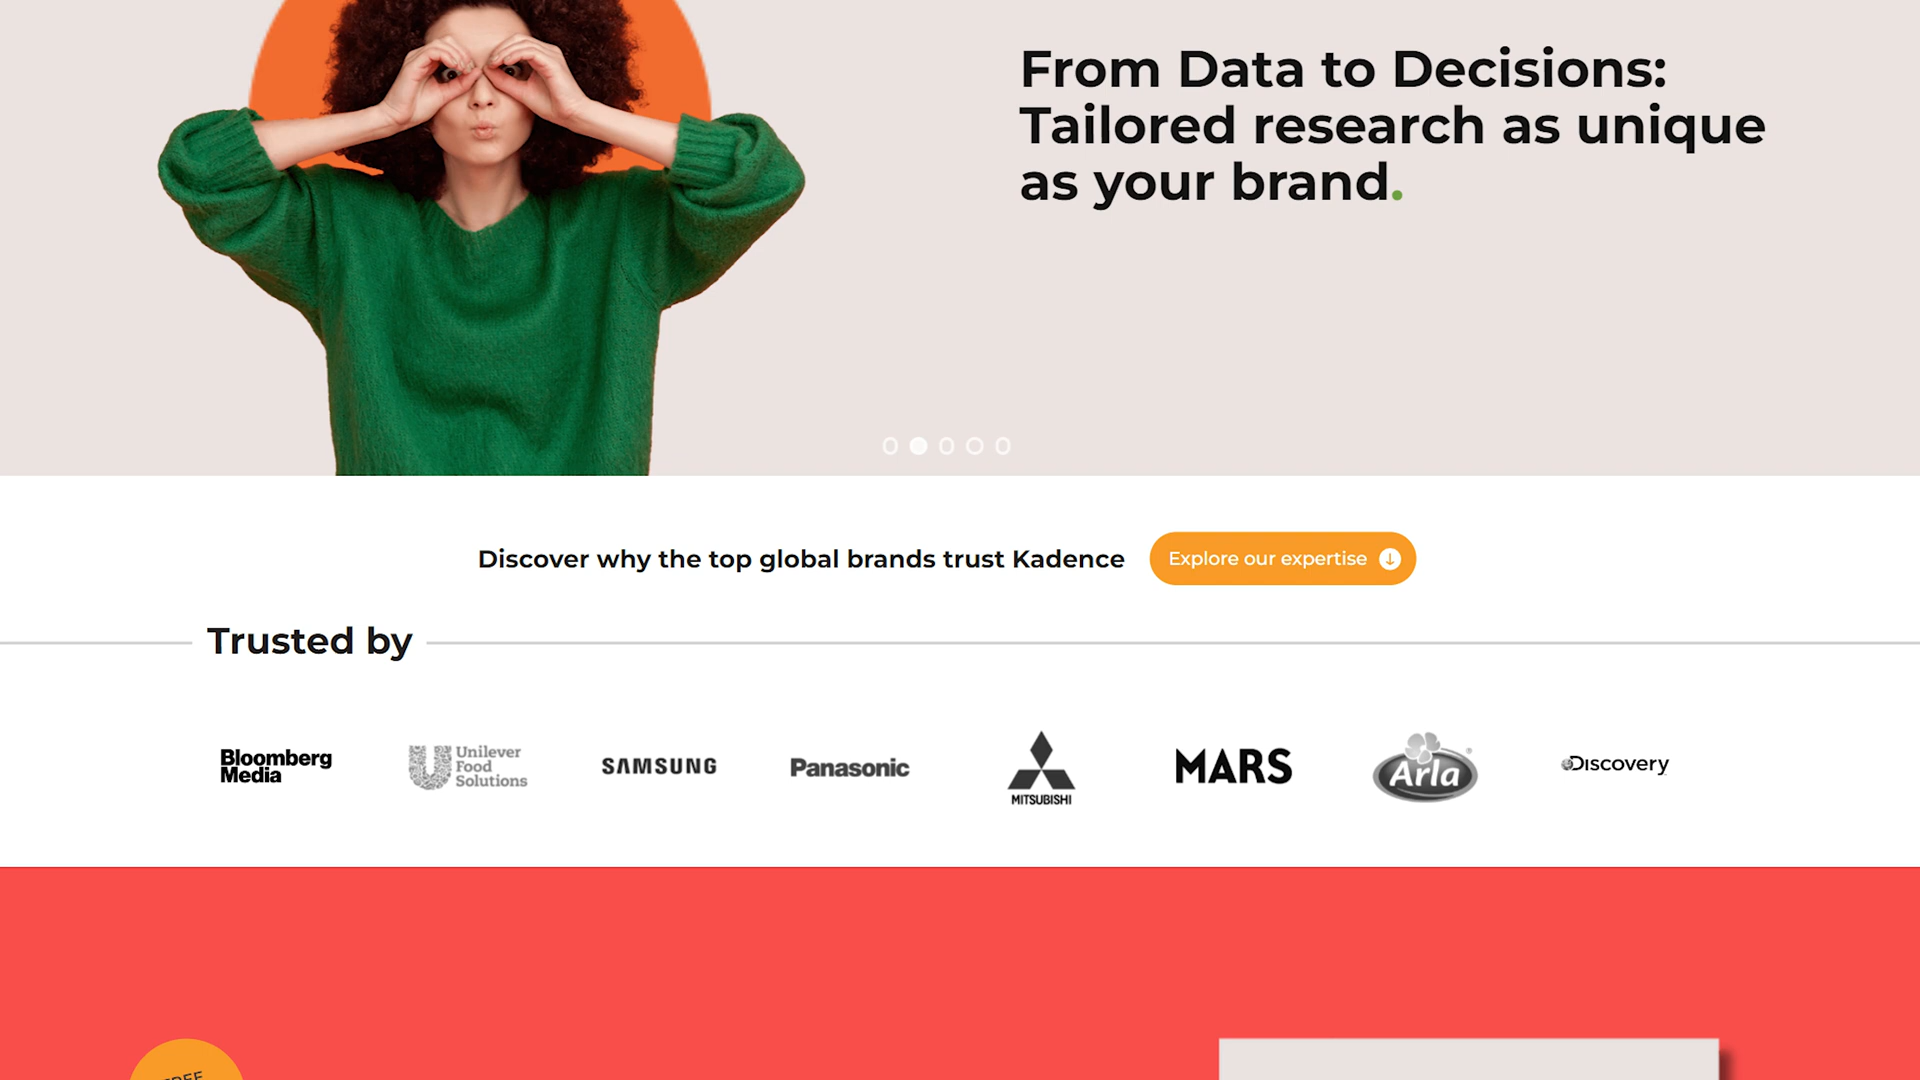 From Data to Decisions:
Tailored research as unique
as your brand.
Discover why the top global brands trust Kadence
Explore our expertise
Trusted by
Bloomberg
Media
Unilever
Food
Solutions
SAMSUNG
Panasonic
MITSUBISHI
MARS
Arla
Discovery
FREE